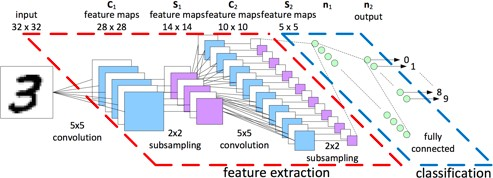 input
32 x 32
C1
feature maps
28 x 28
S1
feature maps
14 x 14
C2
feature maps
10 x 10
S2
feature maps
5 x 5
n1
n2
output
0
1
8
9
3
5x5
convolution
2x2
subsampling
5x5
convolution
2x2
subsampling
fully
connected
feature extraction
classification